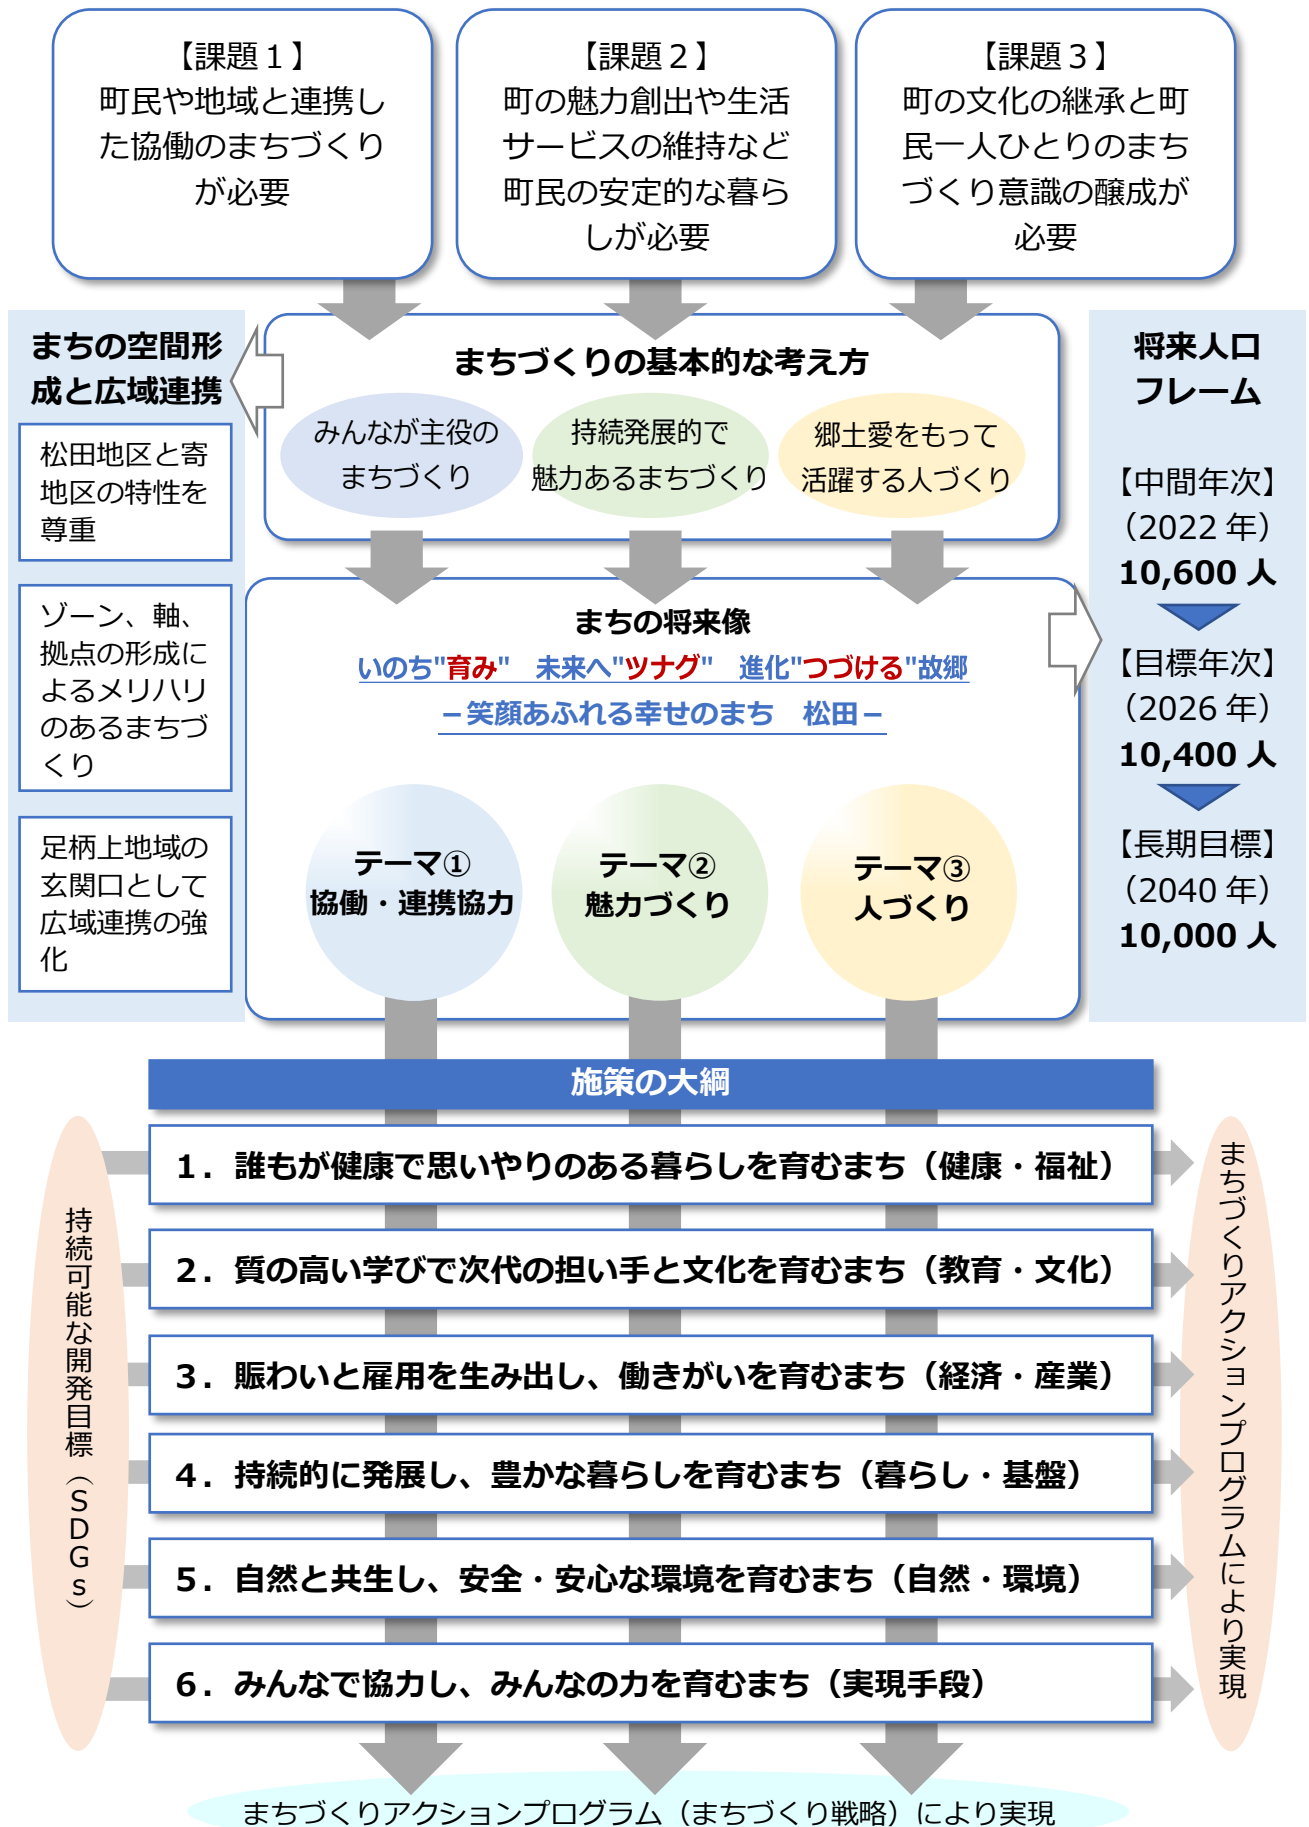 【課題１】
町民や地域と連携し
た協働のまちづくり
が必要
【課題２】
町の魅力創出や生活
サービスの維持など
町民の安定的な暮ら
しが必要
【課題３】
町の文化の継承と町
民一人ひとりのまち
づくり意識の醸成が
必要
まちの空間形
成と広域連携
松田地区と寄
地区の特性を
尊重
ゾーン、軸、
拠点の形成に
よるメリハリ
のあるまちづ
くり
足柄上地域の
玄関口として
広域連携の強
化
まちづくりの基本的な考え方
みんなが主役の
まちづくり
持続発展的で
魅力あるまちづくり
郷土愛をもって
活躍する人づくり
まちの将来像
いのち"育み"　未来へ"ツナグ"　進化"つづける"故郷
－笑顔あふれる幸せのまち　松田－
テーマ①
協働・連携協力
テーマ②
魅力づくり
テーマ③
人づくり
将来人口
フレーム
【中間年次】
（2022 年）
10,600 人
【目標年次】
（2026 年）
10,400 人
【長期目標】
（2040 年）
10,000 人
施策の大綱
１．誰もが健康で思いやりのある暮らしを育むまち（健康・福祉）
２．質の高い学びで次代の担い手と文化を育むまち（教育・文化）
３．賑わいと雇用を生み出し、働きがいを育むまち（経済・産業）
４．持続的に発展し、豊かな暮らしを育むまち（暮らし・基盤）
５．自然と共生し、安全・安心な環境を育むまち（自然・環境）
６．みんなで協力し、みんなの力を育むまち（実現手段）
持続可能な開発目標（ＳＤＧｓ）
まちづくりアクションプログラムにより実現
まちづくりアクションプログラム（まちづくり戦略）により実現